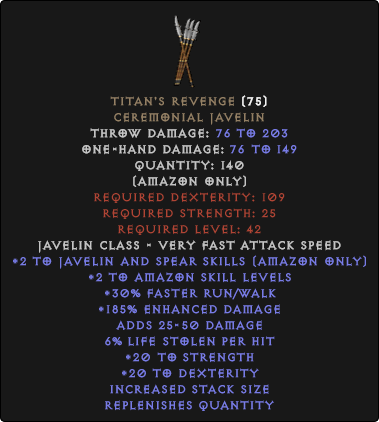 TITAN'S REVENGE (75)
CEREMONIAL JAVELIN
THROW DAMAGE: 76 TO 203
ONE-HAND DAMAGE: 76 TO 149
QUANTITY: 140
(AMAZON ONLY)
REQUIRED DEXTERITY: 109
REQUIRED STRENGTH: 25
REQUIRED LEVEL: 42
JAVELIN CLASS - VERY FAST ATTACK SPEED
+2 TO JAVELIN AND SPEAR SKILLS (AMAZON ONLY)
+2 TO AMAZON SKILL LEVELS
+30% FASTER RUN/WALK
+185% ENHANCED DAMAGE
ADDS 25-50 DAMAGE
6% LIFE STOLEN PER HIT
+20 TO STRENGTH
+20 TO DEXTERITY
INCREASED STACK SIZE
REPLENISHES QUANTITY